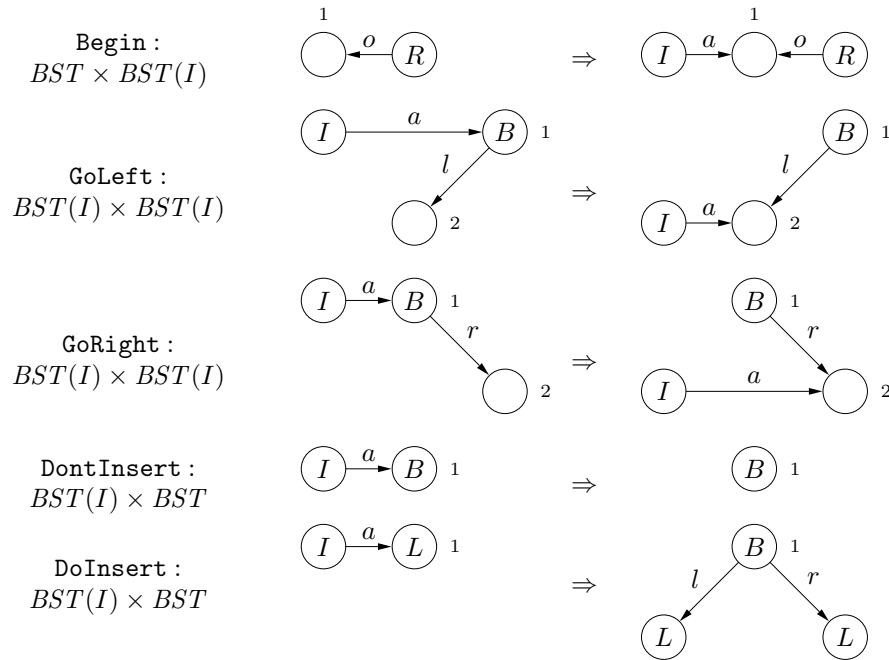 1 1
Begin : o R ⇒ I a o R
BST × BST(I)
I a B 1 B 1
l l
GoLeft : ⇒
BST(I) × BST(I) 2 I a 2
I a B 1 B 1
r r
GoRight : ⇒
BST(I) × BST(I) 2 I a 2
DontInsert : I a B 1 ⇒ B 1
BST(I) × BST
I a L 1 B 1
DoInsert : ⇒ l r
BST(I) × BST
L L